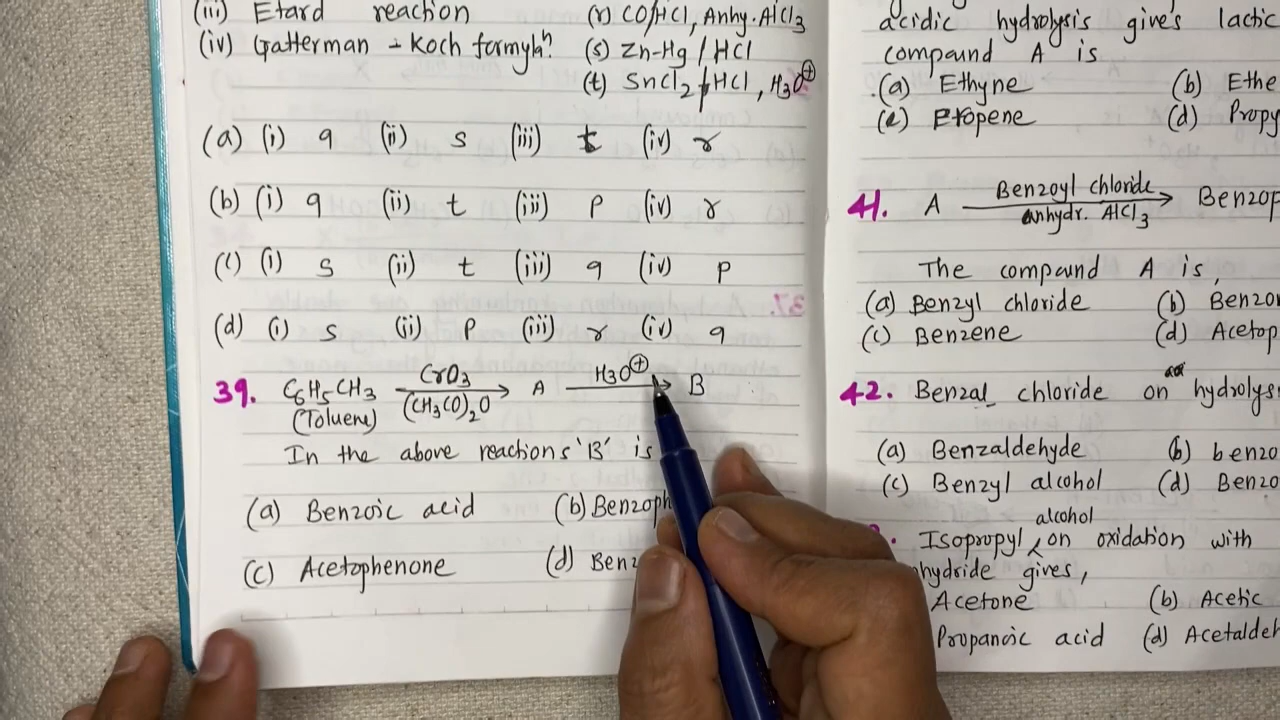 (iii) Etard reaction (r) CO/HCl, Anhy. AlCl3
(iv) Gatterman - Koch formylⁿ (s) Zn-Hg / HCl
(t) SnCl2 / HCl, H3O⊕
(a) (i) q (ii) s (iii) t (iv) r
(b) (i) q (ii) t (iii) p (iv) r
(c) (i) s (ii) t (iii) q (iv) p
(d) (i) s (ii) p (iii) r (iv) q
39. C6H5CH3 CrO3 A H3O⊕ B
(Toluene) (CH3CO)2O
In the above reactions 'B' is
(a) Benzoic acid (b) Benzoph
(c) Acetophenone (d) Benz
acidic hydrolysis gives lactic
compound A is
(a) Ethyne (b) Ethe
(c) Propene (d) Propy
41. A Benzoyl chloride Benzop
anhydr. AlCl3
The compound A is,
(a) Benzyl chloride (b) Benzo
(c) Benzene (d) Acetop
42. Benzal chloride on hydrolys
(a) Benzaldehyde (b) benzo
(c) Benzyl alcohol (d) Benzo
alcohol
Isopropyl on oxidation with
hydride gives,
Acetone (b) Acetic
Propanoic acid (d) Acetaldeh